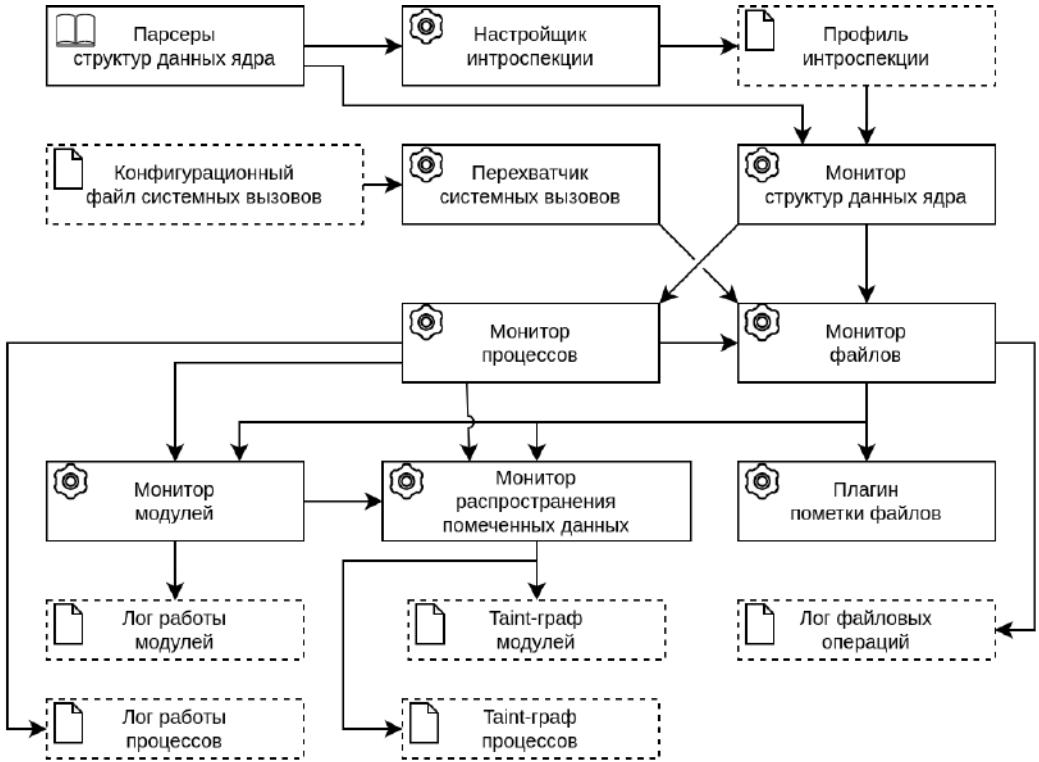 Парсеры
структур данных ядра
Настройщик
интроспекции
Профиль
интроспекции
Конфигурационный
файл системных вызовов
Перехватчик
системных вызовов
Монитор
структур данных ядра
Монитор
процессов
Монитор
файлов
Монитор
модулей
Монитор
распространения
помеченных данных
Плагин
пометки файлов
Лог работы
модулей
Taint-граф
модулей
Лог файловых
операций
Лог работы
процессов
Taint-граф
процессов